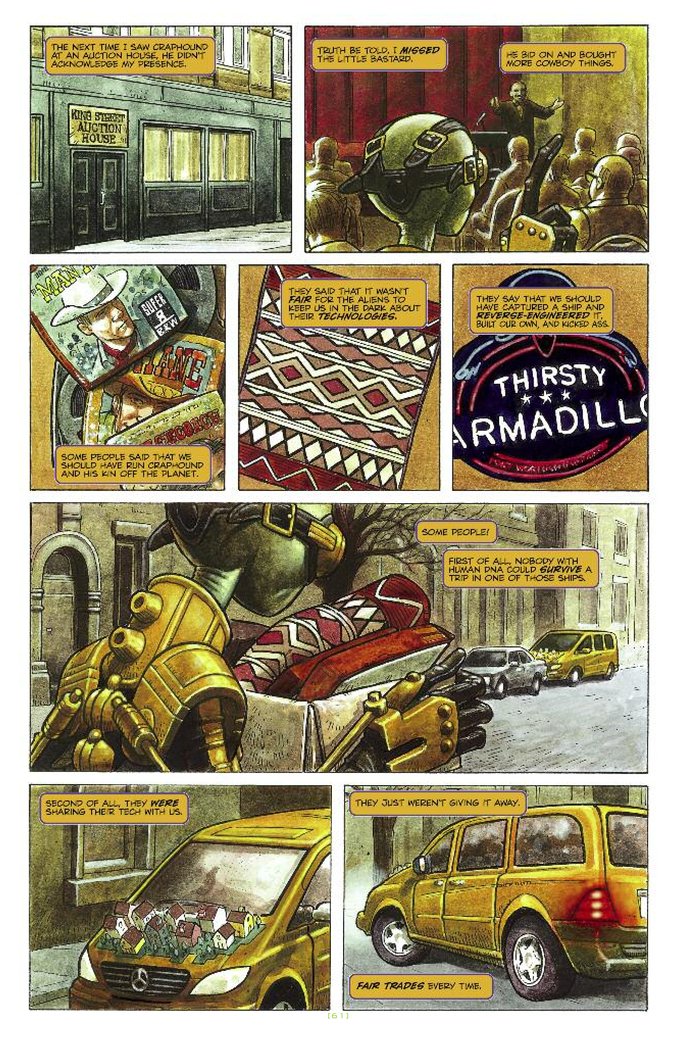 THE NEXT TIME I SAW CRAPHOUND
AT AN AUCTION HOUSE, HE DIDN'T
ACKNOWLEDGE MY PRESENCE.
KING STREET
AUCTION
HOUSE
TRUTH BE TOLD, I MISSED
THE LITTLE BASTARD.
HE BID ON AND BOUGHT
MORE COWBOY THINGS.
SUPER
8
B&W
SOME PEOPLE SAID THAT WE
SHOULD HAVE RUN CRAPHOUND
AND HIS KIN OFF THE PLANET.
THEY SAID THAT IT WASN'T
FAIR FOR THE ALIENS TO
KEEP US IN THE DARK ABOUT
THEIR TECHNOLOGIES.
THEY SAY THAT WE SHOULD
HAVE CAPTURED A SHIP AND
REVERSE-ENGINEERED IT,
BUILT OUR OWN, AND KICKED ASS.
THIRSTY
ARMADILLO
SOME PEOPLE!
FIRST OF ALL, NOBODY WITH
HUMAN DNA COULD SURVIVE A
TRIP IN ONE OF THOSE SHIPS.
SECOND OF ALL, THEY WERE
SHARING THEIR TECH WITH US.
THEY JUST WEREN'T GIVING IT AWAY.
FAIR TRADES EVERY TIME.
[61]